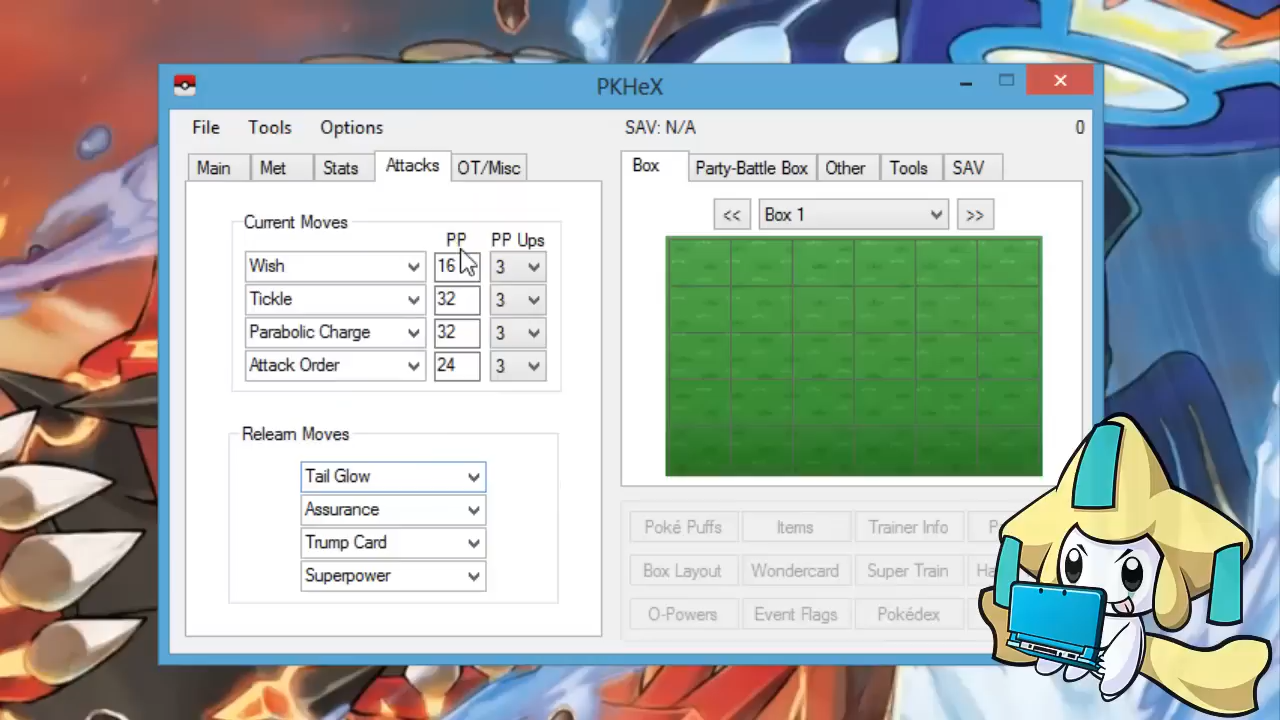 PKHeX
File Tools Options
SAV: N/A 0
Main Met Stats Attacks OT/Misc
Box Party-Battle Box Other Tools SAV
<< Box 1 >>
Current Moves
PP PP Ups
Wish 16 3
Tickle 32 3
Parabolic Charge 32 3
Attack Order 24 3
Relearn Moves
Tail Glow
Assurance
Trump Card
Superpower
Poké Puffs Items Trainer Info
Box Layout Wondercard Super Train
O-Powers Event Flags Pokédex